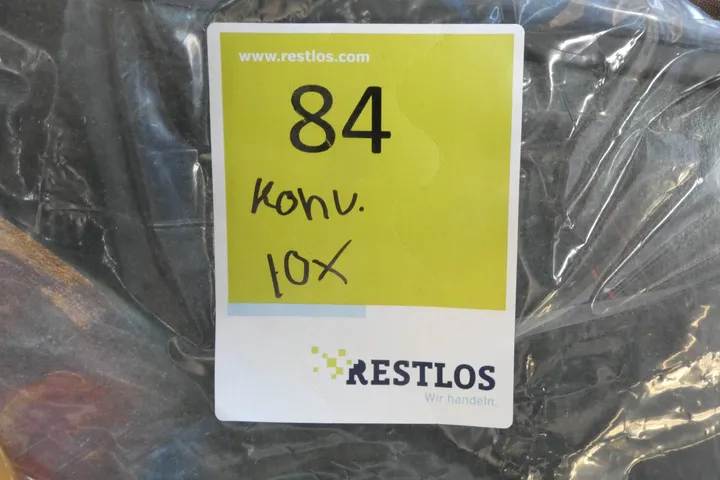 www.restlos.com
84
Konv.
10x
RESTLOS
Wir handeln.